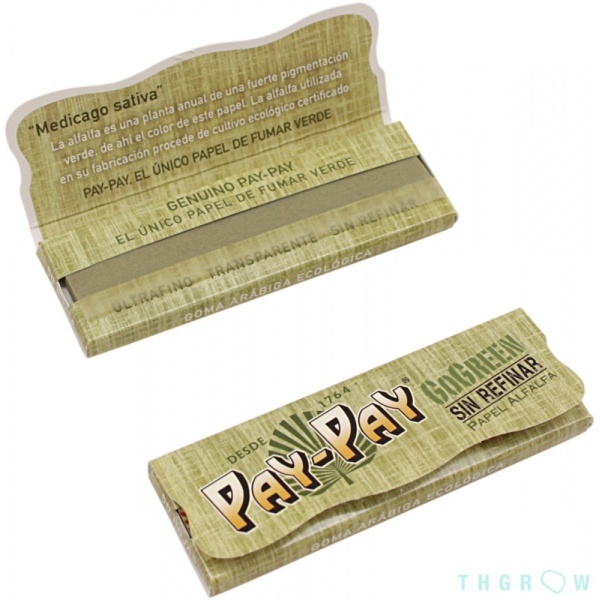 "Medicago sativa"
La alfalfa es una planta anual de una fuerte pigmentación
verde, de ahí el color de este papel. La alfalfa utilizada
en su fabricación procede de cultivo ecológico certificado
PAY-PAY. EL ÚNICO PAPEL DE FUMAR VERDE
GENUINO PAY-PAY
EL ÚNICO PAPEL DE FUMAR VERDE
ULTRAFINO TRANSPARENTE SIN REFINAR
GOMA ARÁBIGA ECOLÓGICA
DESDE 1764
PAY-PAY®
GOGREEN
SIN REFINAR
PAPEL ALFALFA
GOMA ARÁBIGA ECOLÓGICA
THGROW